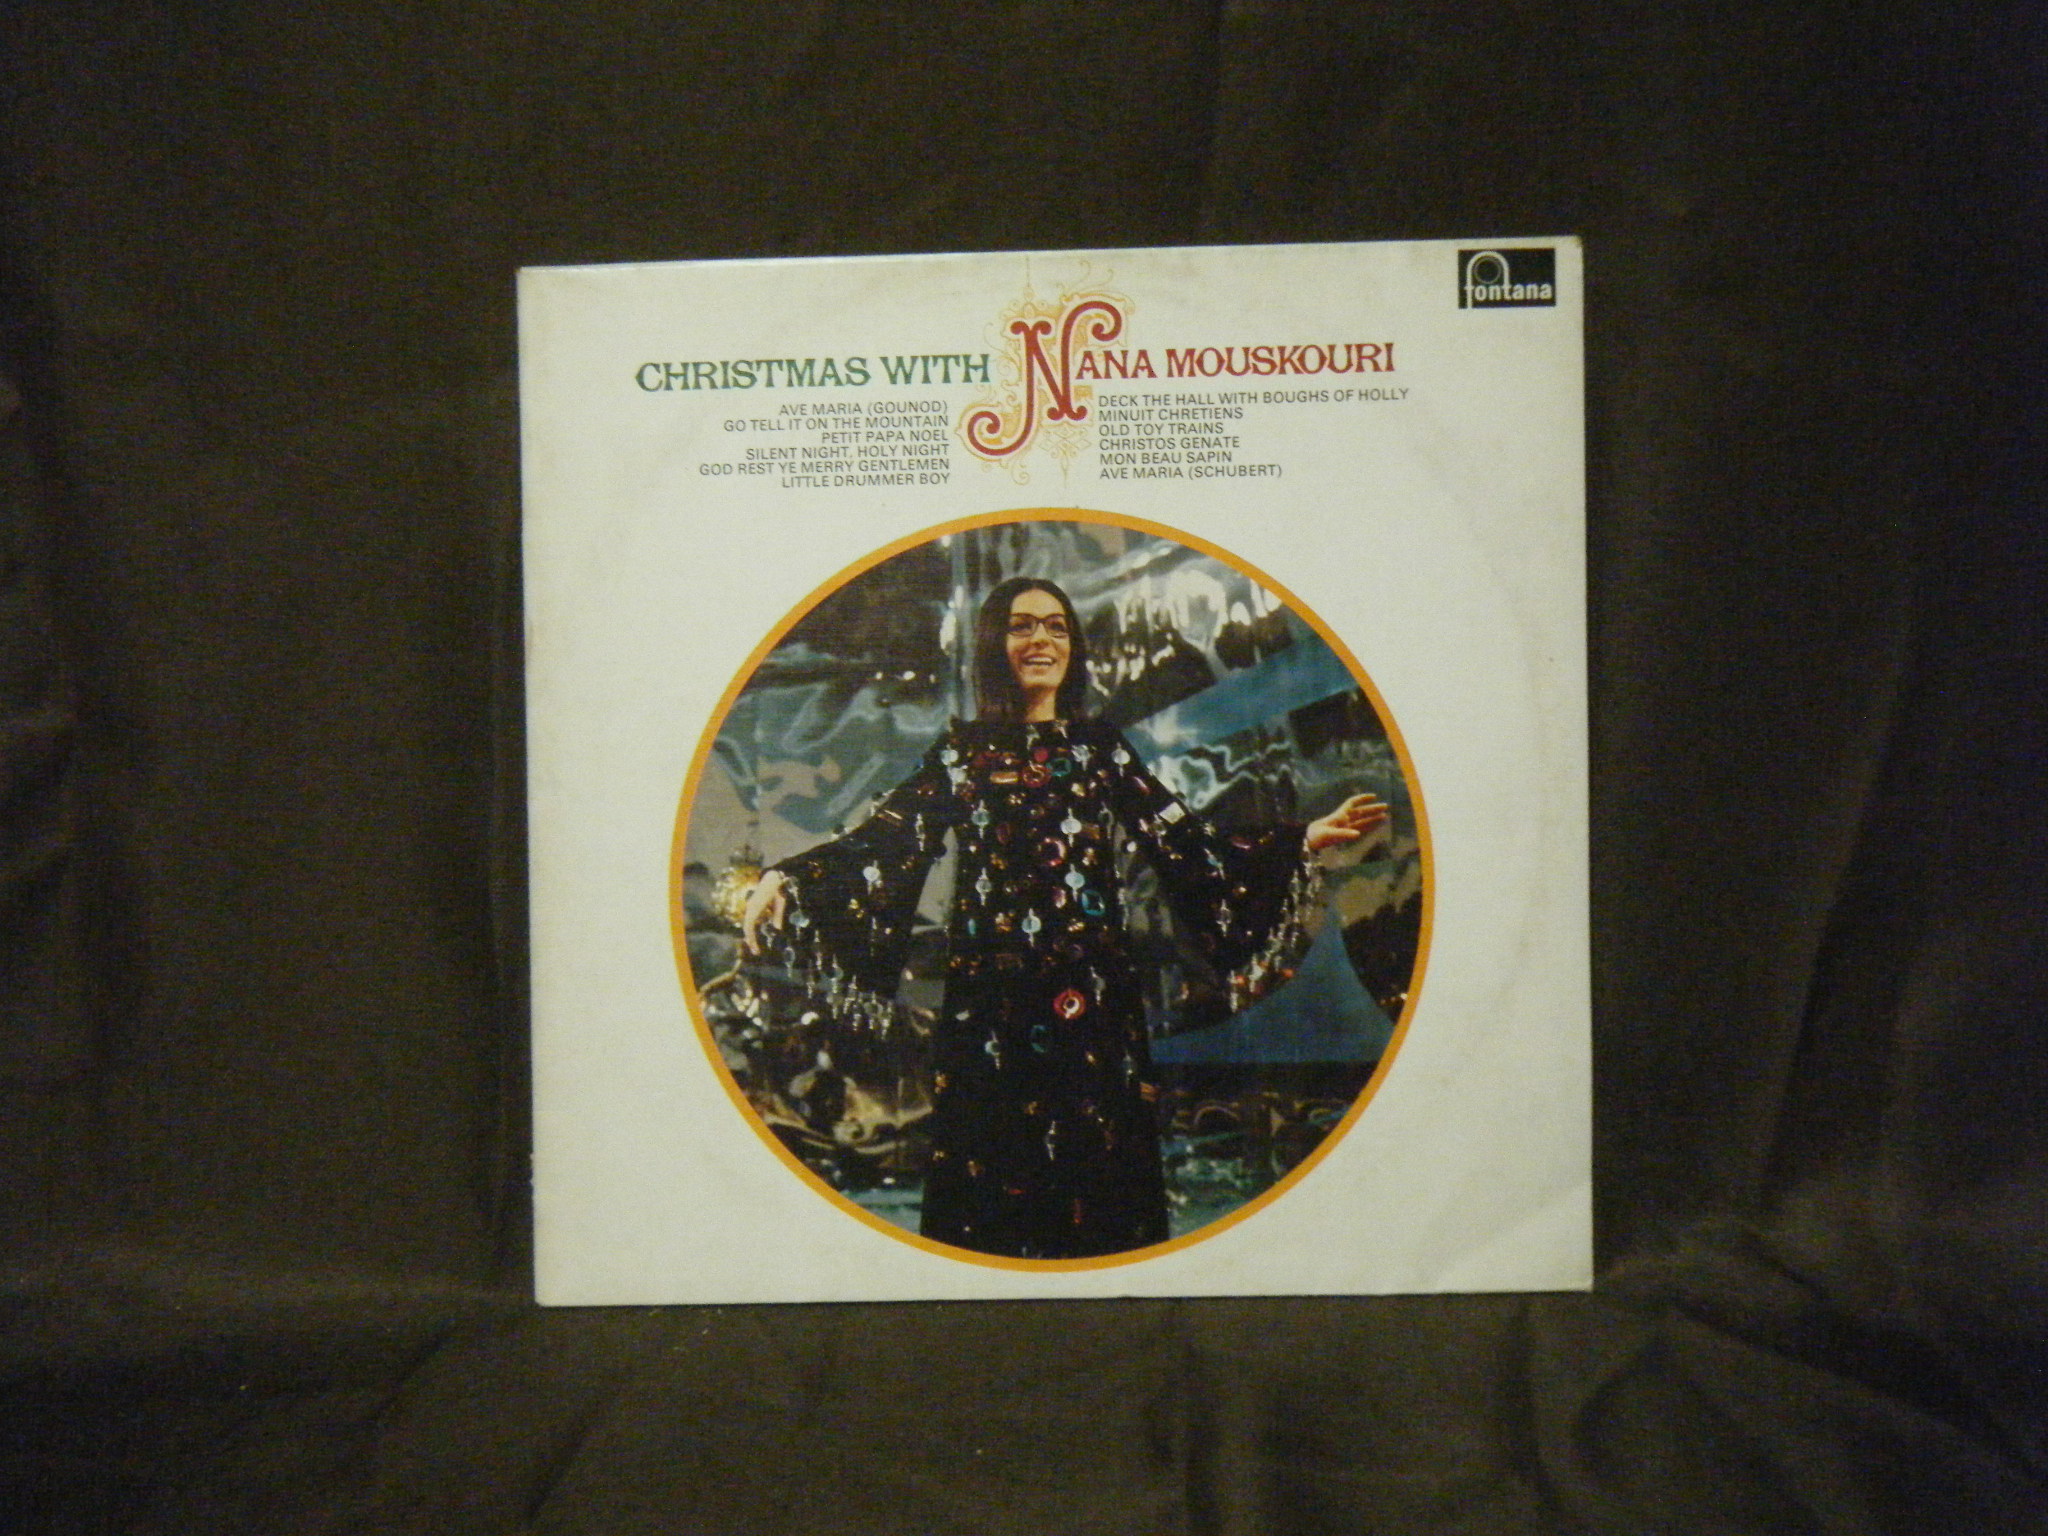 fontana
CHRISTMAS WITH NANA MOUSKOURI
AVE MARIA (GOUNOD)
GO TELL IT ON THE MOUNTAIN
PETIT PAPA NOEL
SILENT NIGHT, HOLY NIGHT
GOD REST YE MERRY GENTLEMEN
LITTLE DRUMMER BOY
DECK THE HALL WITH BOUGHS OF HOLLY
MINUIT CHRETIENS
OLD TOY TRAINS
CHRISTOS GENATE
MON BEAU SAPIN
AVE MARIA (SCHUBERT)